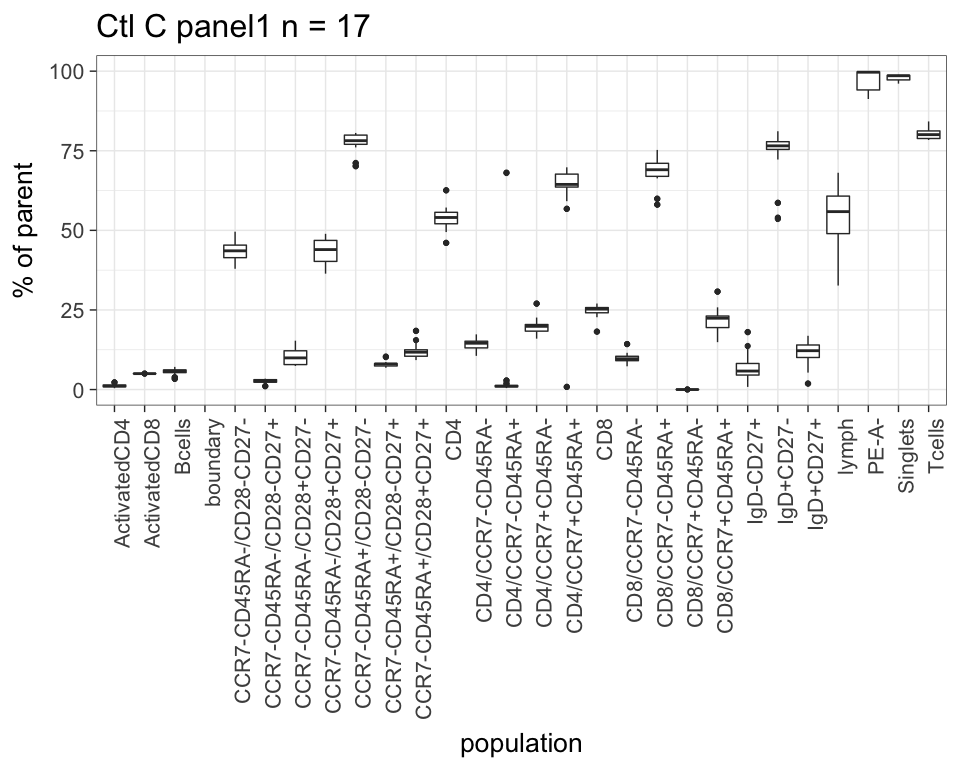 Ctl C panel1 n = 17
% of parent
100
75
50
25
0
ActivatedCD4
ActivatedCD8
Bcells
boundary
CCR7-CD45RA-/CD28-CD27-
CCR7-CD45RA-/CD28-CD27+
CCR7-CD45RA-/CD28+CD27-
CCR7-CD45RA-/CD28+CD27+
CCR7-CD45RA+/CD28-CD27-
CCR7-CD45RA+/CD28-CD27+
CCR7-CD45RA+/CD28+CD27+
CD4
CD4/CCR7-CD45RA-
CD4/CCR7-CD45RA+
CD4/CCR7+CD45RA-
CD4/CCR7+CD45RA+
CD8
CD8/CCR7-CD45RA-
CD8/CCR7-CD45RA+
CD8/CCR7+CD45RA-
CD8/CCR7+CD45RA+
IgD-CD27+
IgD+CD27-
IgD+CD27+
lymph
PE-A-
Singlets
Tcells
population